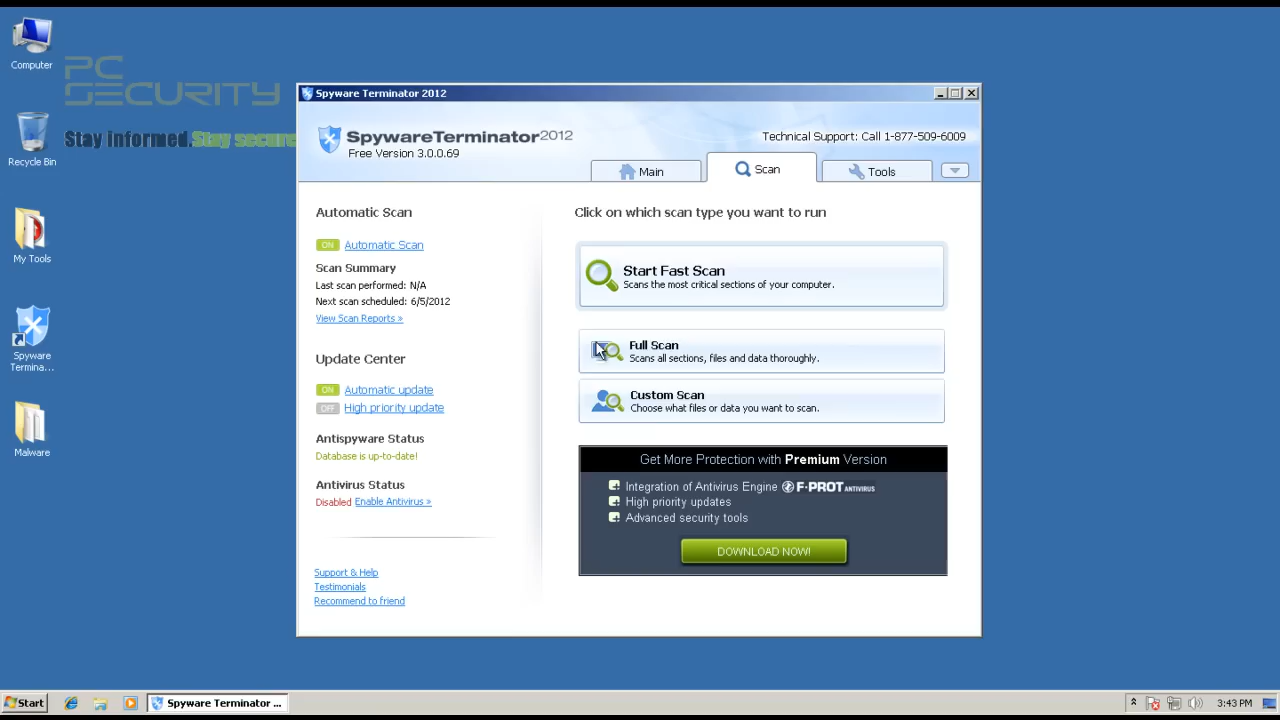 Computer
PC
SECURITY
Stay informed.Stay secure
Recycle Bin
My Tools
Spyware
Termina...
Malware
Spyware Terminator 2012
SpywareTerminator2012
Free Version 3.0.0.69
Technical Support: Call 1-877-509-6009
Main
Scan
Tools
Automatic Scan
ON Automatic Scan
Scan Summary
Last scan performed: N/A
Next scan scheduled: 6/5/2012
View Scan Reports »
Update Center
ON Automatic update
OFF High priority update
Antispyware Status
Database is up-to-date!
Antivirus Status
Disabled Enable Antivirus »
Support & Help
Testimonials
Recommend to friend
Click on which scan type you want to run
Start Fast Scan
Scans the most critical sections of your computer.
Full Scan
Scans all sections, files and data thoroughly.
Custom Scan
Choose what files or data you want to scan.
Get More Protection with Premium Version
Integration of Antivirus Engine F-PROT ANTIVIRUS
High priority updates
Advanced security tools
DOWNLOAD NOW!
Start
Spyware Terminator ...
3:43 PM